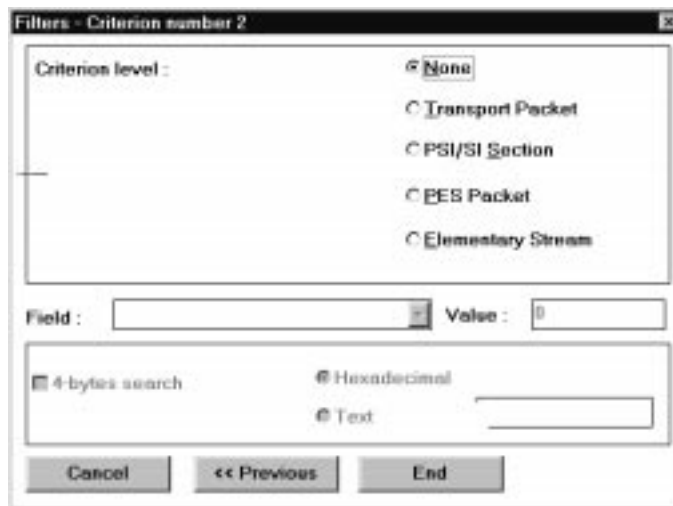 Filters - Criterion number 2
Criterion level :
None
Transport Packet
PSI/SI Section
PES Packet
Elementary Stream
Field :
Value : 0
4-bytes search
Hexadecimal
Text
Cancel
<< Previous
End